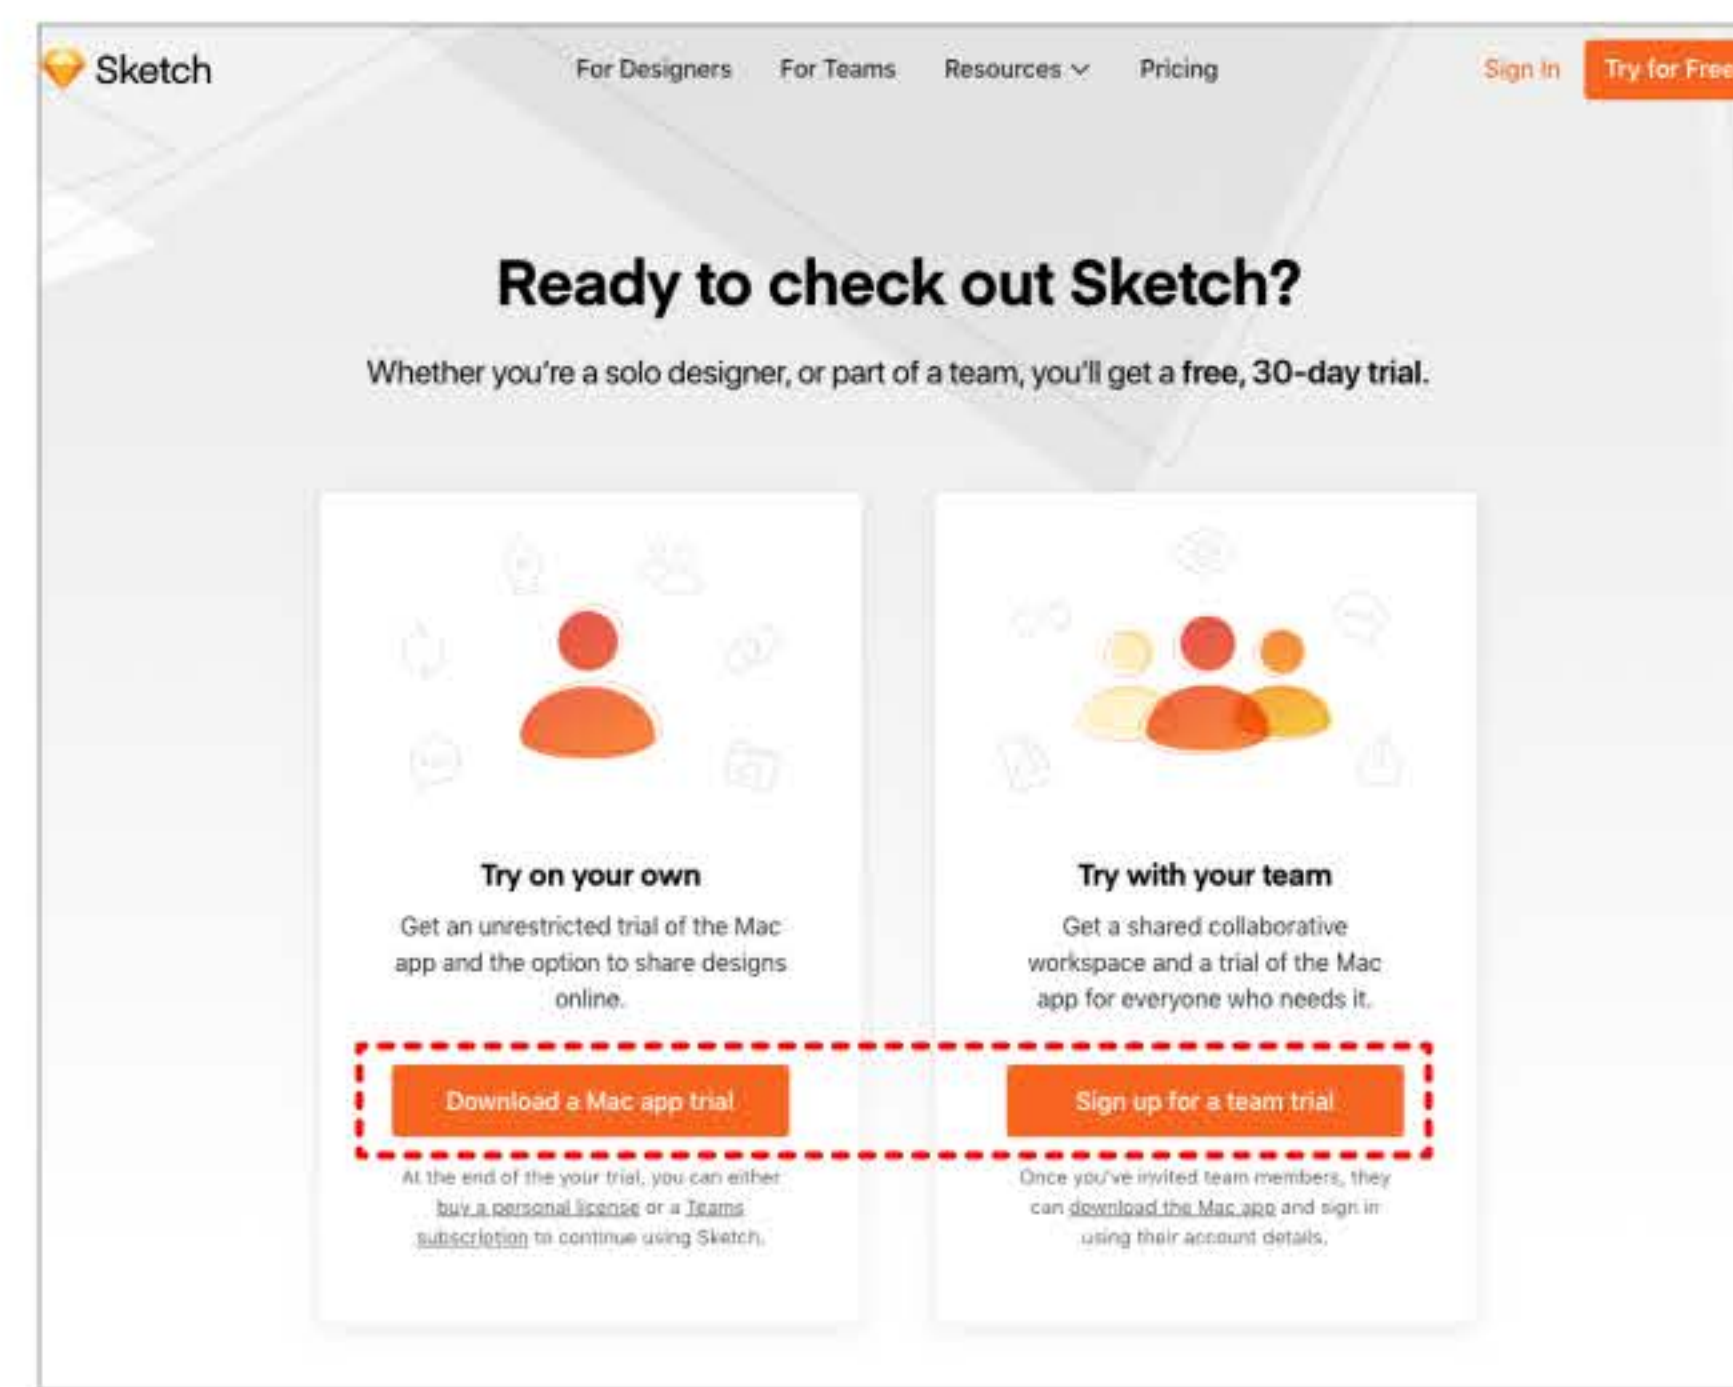 Sketch
For Designers For Teams Resources Pricing
Sign In Try for Free
Ready to check out Sketch?
Whether you're a solo designer, or part of a team, you'll get a free, 30-day trial.
Try on your own
Get an unrestricted trial of the Mac
app and the option to share designs
online.
Download a Mac app trial
At the end of the your trial, you can either
buy a personal license or a Teams
subscription to continue using Sketch.
Try with your team
Get a shared collaborative
workspace and a trial of the Mac
app for everyone who needs it.
Sign up for a team trial
Once you've invited team members, they
can download the Mac app and sign in
using their account details.